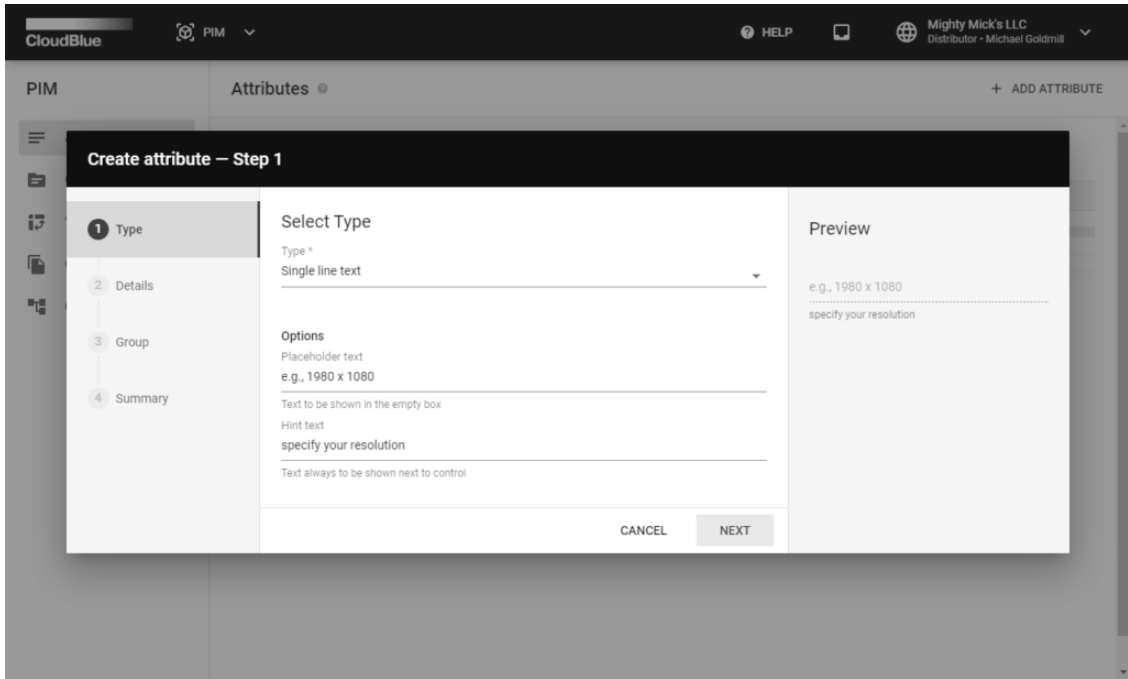 CloudBlue
PIM
HELP
Mighty Mick's LLC
Distributor • Michael Goldmill
PIM
Attributes
+ ADD ATTRIBUTE
Create attribute — Step 1
1 Type
2 Details
3 Group
4 Summary
Select Type
Type *
Single line text
Options
Placeholder text
e.g., 1980 x 1080
Text to be shown in the empty box
Hint text
specify your resolution
Text always to be shown next to control
CANCEL
NEXT
Preview
e.g., 1980 x 1080
specify your resolution